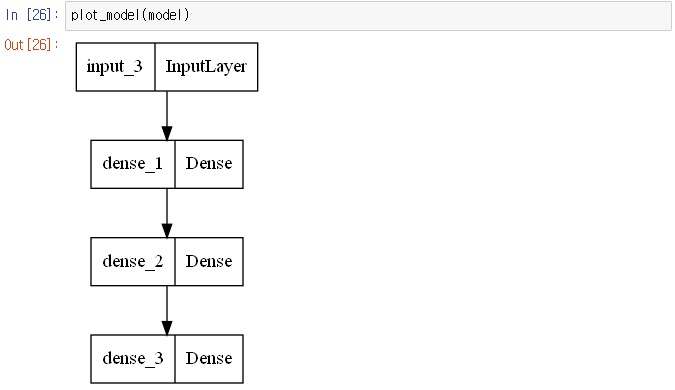 In [26]: plot_model(model)
Out[26]:
input_3 InputLayer
dense_1 Dense
dense_2 Dense
dense_3 Dense